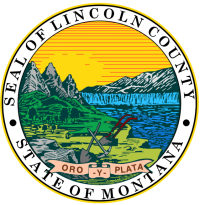 SEAL OF LINCOLN COUNTY
STATE OF MONTANA
ORO -Y- PLATA